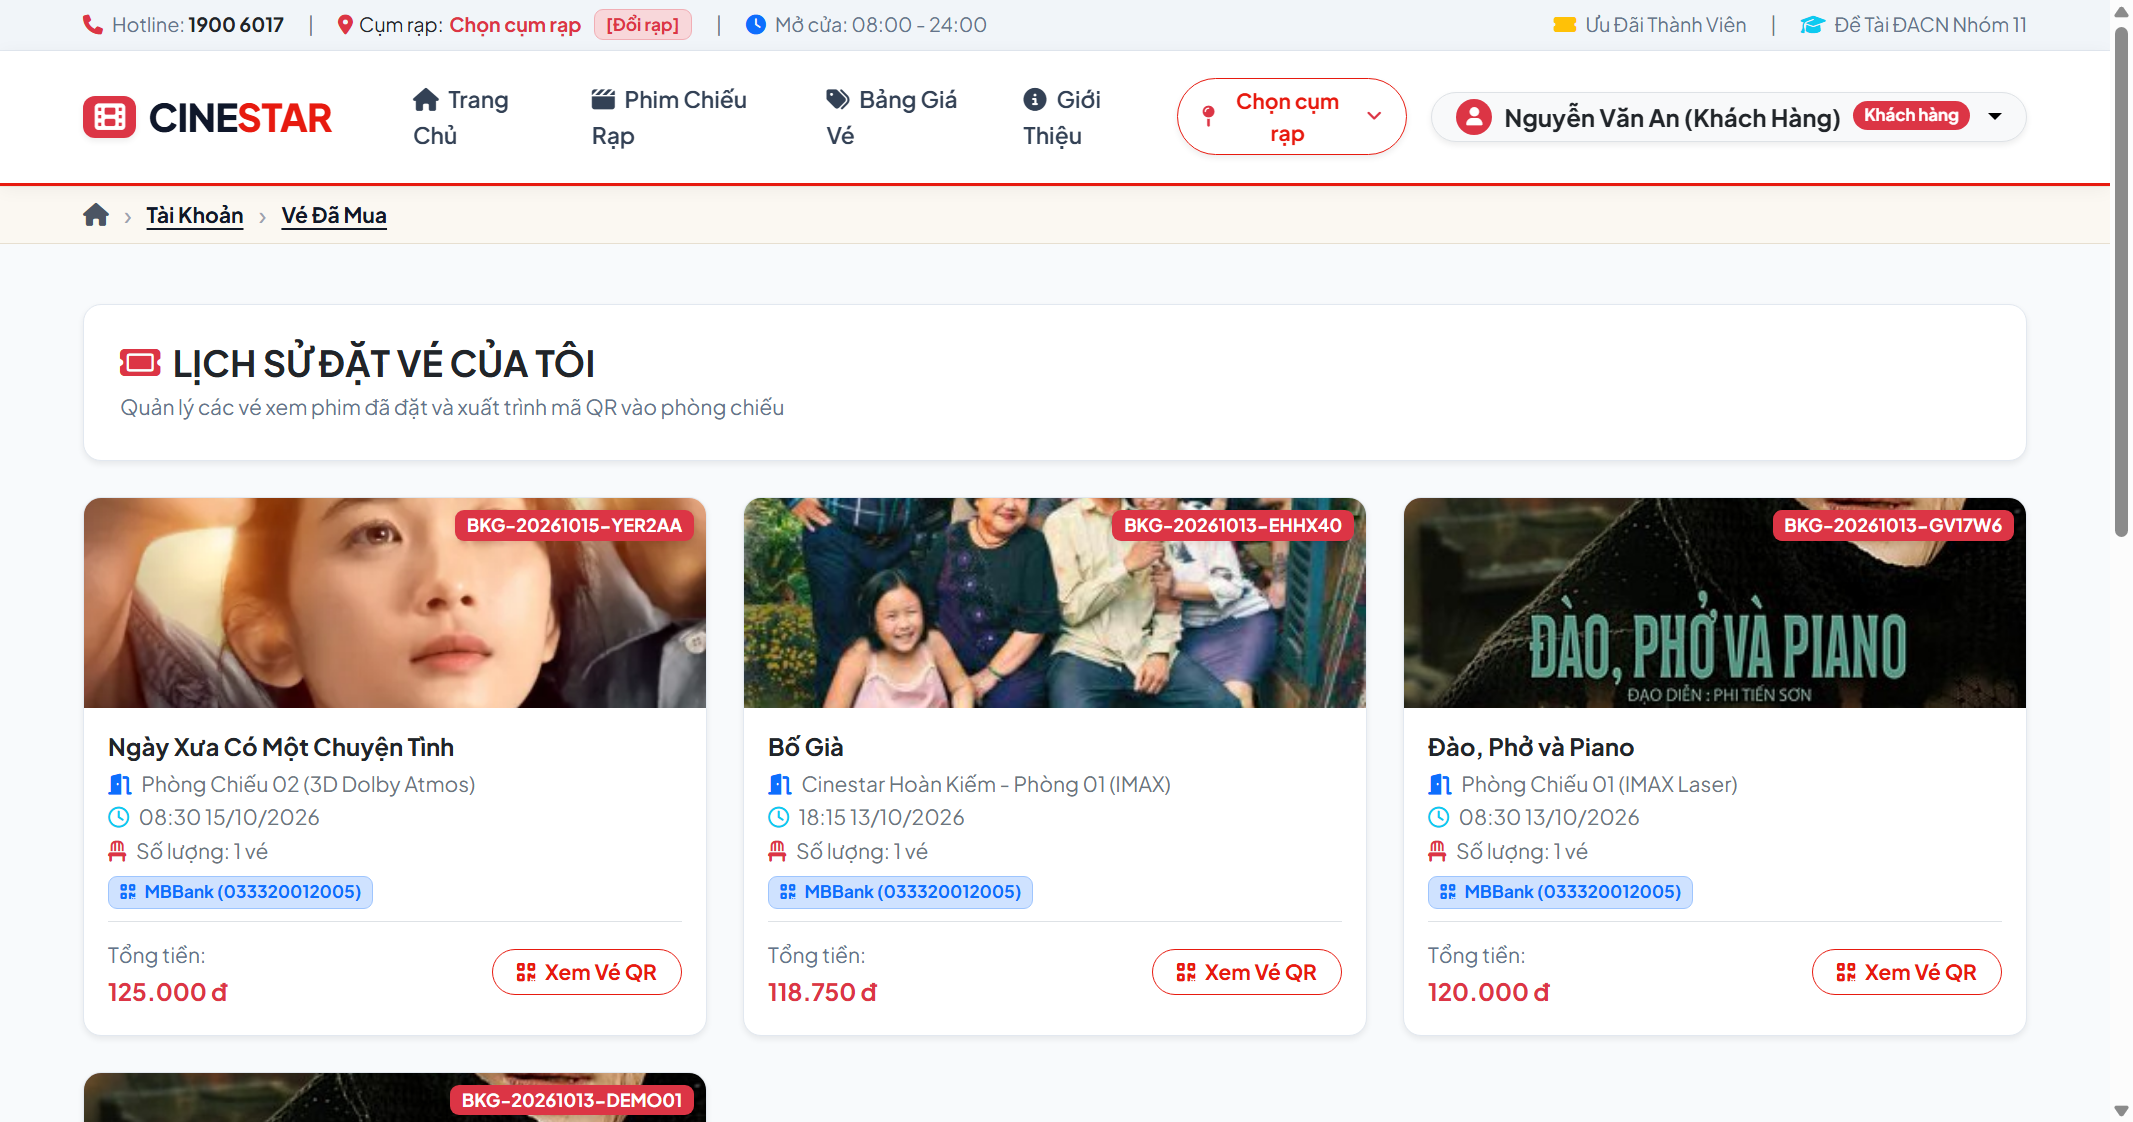 Hotline: 1900 6017 | Cụm rạp: Chọn cụm rạp [Đổi rạp] | Mở cửa: 08:00 - 24:00
Ưu Đãi Thành Viên | Đề Tài ĐACN Nhóm 11
CINESTAR
Trang Chủ
Phim Chiếu Rạp
Bảng Giá Vé
Giới Thiệu
Chọn cụm rạp
Nguyễn Văn An (Khách Hàng) Khách hàng
Tài Khoản › Vé Đã Mua
LỊCH SỬ ĐẶT VÉ CỦA TÔI
Quản lý các vé xem phim đã đặt và xuất trình mã QR vào phòng chiếu
BKG-20261015-YER2AA
Ngày Xưa Có Một Chuyện Tình
Phòng Chiếu 02 (3D Dolby Atmos)
08:30 15/10/2026
Số lượng: 1 vé
MBBank (033320012005)
Tổng tiền:
125.000 đ
Xem Vé QR
BKG-20261013-EHHX40
Bố Già
Cinestar Hoàn Kiếm - Phòng 01 (IMAX)
18:15 13/10/2026
Số lượng: 1 vé
MBBank (033320012005)
Tổng tiền:
118.750 đ
Xem Vé QR
BKG-20261013-GV17W6
ĐÀO, PHỞ VÀ PIANO
ĐẠO DIỄN : PHI TIẾN SƠN
Đào, Phở và Piano
Phòng Chiếu 01 (IMAX Laser)
08:30 13/10/2026
Số lượng: 1 vé
MBBank (033320012005)
Tổng tiền:
120.000 đ
Xem Vé QR
BKG-20261013-DEMO01